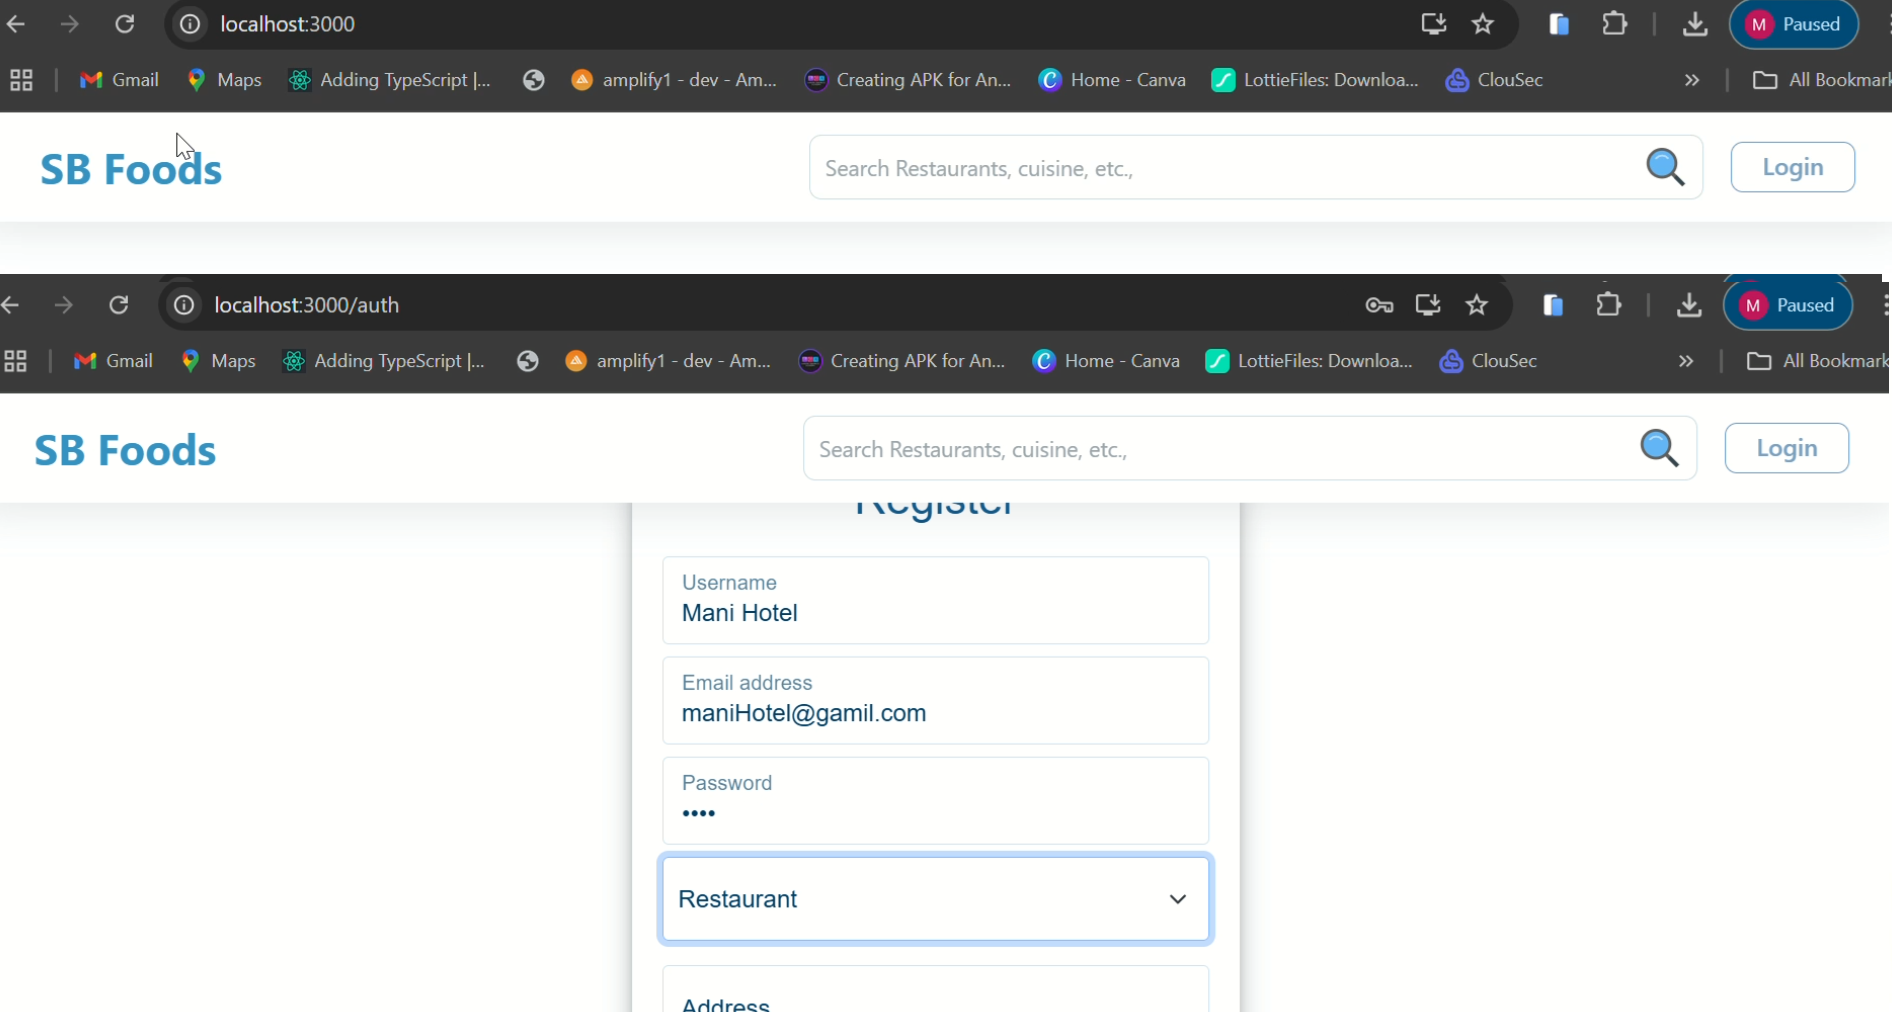 localhost:3000
M Paused
Gmail Maps Adding TypeScript |... amplify1 - dev - Am... Creating APK for An... Home - Canva LottieFiles: Downloa... ClouSec » All Bookmark
SB Foods Search Restaurants, cuisine, etc., Login
localhost:3000/auth
M Paused
Gmail Maps Adding TypeScript |... amplify1 - dev - Am... Creating APK for An... Home - Canva LottieFiles: Downloa... ClouSec » All Bookmark
SB Foods Search Restaurants, cuisine, etc., Login
Register
Username
Mani Hotel
Email address
maniHotel@gamil.com
Password
••••
Restaurant
Address